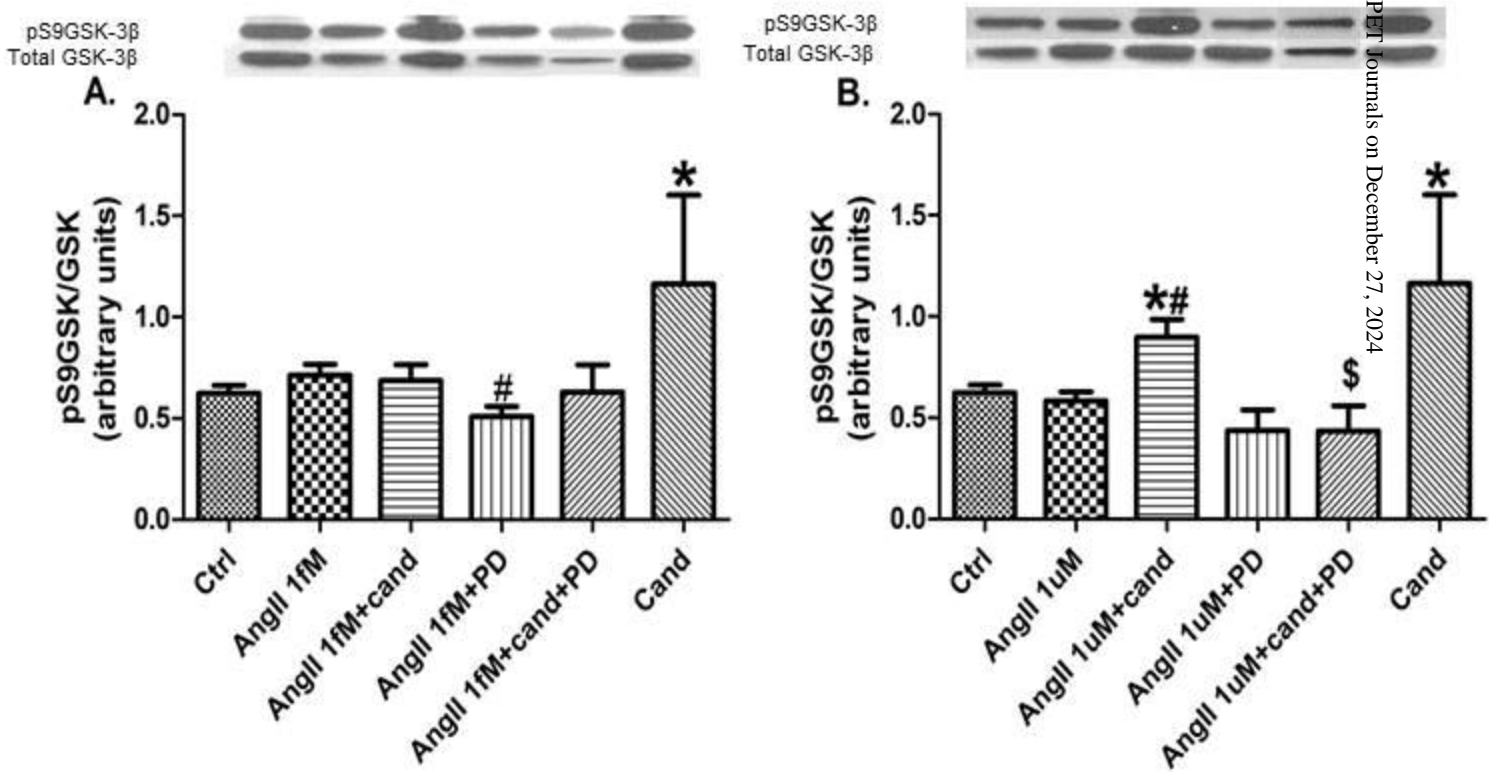 pS9GSK-3β
Total GSK-3β
A.
2.0
1.5
1.0
0.5
0.0
pS9GSK/GSK
(arbitrary units)
#
*
Ctrl
AngII 1fM
AngII 1fM+cand
AngII 1fM+PD
AngII 1fM+cand+PD
Cand
pS9GSK-3β
Total GSK-3β
B.
2.0
1.5
1.0
0.5
0.0
pS9GSK/GSK
(arbitrary units)
*#
$
*
Ctrl
AngII 1uM
AngII 1uM+cand
AngII 1uM+PD
AngII 1uM+cand+PD
Cand
PET Journals on December 27, 2024